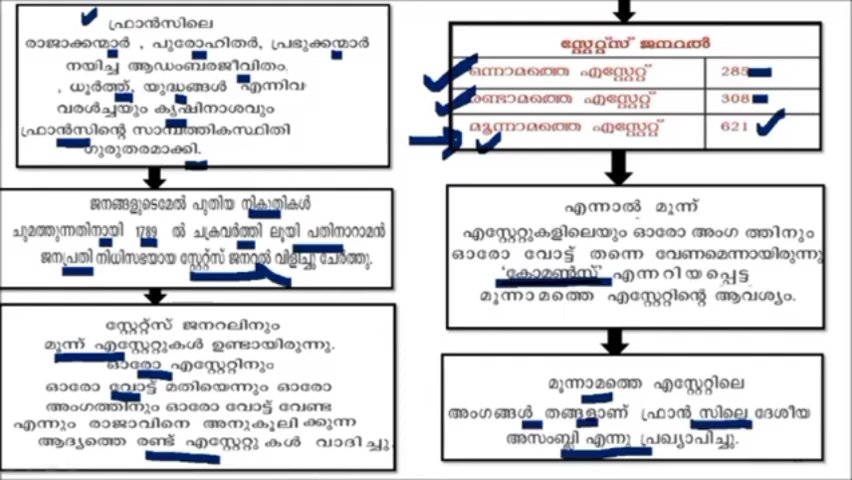 ഫ്രാൻസിലെ
രാജാക്കന്മാർ , പുരോഹിതർ, പ്രഭുക്കന്മാർ
നയിച്ച ആഡംബരജീവിതം,
, ധൂർത്ത്, യുദ്ധങ്ങൾ എന്നിവ
വരൾച്ചയും കൃഷിനാശവും
ഫ്രാൻസിന്റെ സാമ്പത്തികസ്ഥിതി
ഗുരുതരമാക്കി.
ജനങ്ങളുടെമേൽ പുതിയ നികുതികൾ
ചുമത്തുന്നതിനായി 1789 ൽ ചക്രവർത്തി ലൂയി പതിനാറാമൻ
ജനപ്രതി നിധിസഭയായ സ്റ്റേറ്റ്സ് ജനറൽ വിളിച്ചു ചേർത്തു.
സ്റ്റേറ്റ്സ് ജനറലിനും
മൂന്ന് എസ്റ്റേറ്റുകൾ ഉണ്ടായിരുന്നു.
ഓരോ എസ്റ്റേറ്റിനും
ഓരോ വോട്ട് മതിയെന്നും ഓരോ
അംഗത്തിനും ഓരോ വോട്ട് വേണ്ട
എന്നും രാജാവിനെ അനുകൂലി ക്കുന്ന
ആദ്യത്തെ രണ്ട് എസ്റ്റേറ്റു കൾ വാദി ച്ചു.
സ്റ്റേറ്റ്സ് ജനറൽ
ഒന്നാമത്തെ എസ്റ്റേറ്റ് 285
രണ്ടാമത്തെ എസ്റ്റേറ്റ് 308
മൂന്നാമത്തെ എസ്റ്റേറ്റ് 621
എന്നാൽ മൂന്ന്
എസ്റ്റേറ്റുകളിലെയും ഓരോ അംഗ ത്തിനും
ഓരോ വോട്ട് തന്നെ വേണമെന്നായിരുന്നു
'കോമൺസ്' എന്ന റി യ പ്പെട്ട
മൂന്നാ മത്തെ എസ്റ്റേറ്റിന്റെ ആവശ്യം.
മൂന്നാമത്തെ എസ്റ്റേറ്റിലെ
അംഗങ്ങൾ തങ്ങളാണ് ഫ്രാൻ സിലെ ദേശീയ
അസംബ്ലി എന്നു പ്രഖ്യാപിച്ചു.